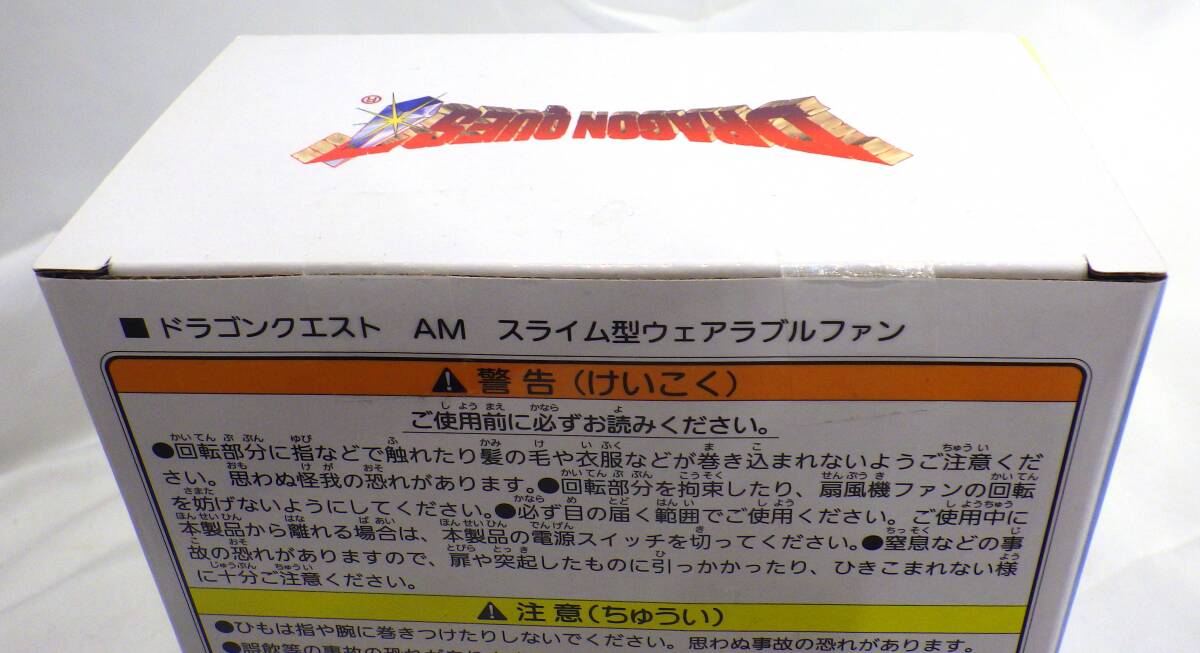 DRAGON QUEST
■ ドラゴンクエスト　AM　スライム型ウェアラブルファン
⚠ 警告（けいこく）
ご使用前に必ずお読みください。
●回転部分に指などで触れたり髪の毛や衣服などが巻き込まれないようご注意くだ
さい。思わぬ怪我の恐れがあります。●回転部分を拘束したり、扇風機ファンの回転
を妨げないようにしてください。●必ず目の届く範囲でご使用ください。ご使用中に
本製品から離れる場合は、本製品の電源スイッチを切ってください。●窒息などの事
故の恐れがありますので、扉や突起したものに引っかかったり、ひきこまれない様
に十分ご注意ください。
⚠ 注意（ちゅうい）
●ひもは指や腕に巻きつけたりしないでください。思わぬ事故の恐れがあります。
●誤飲等の事故の恐れが